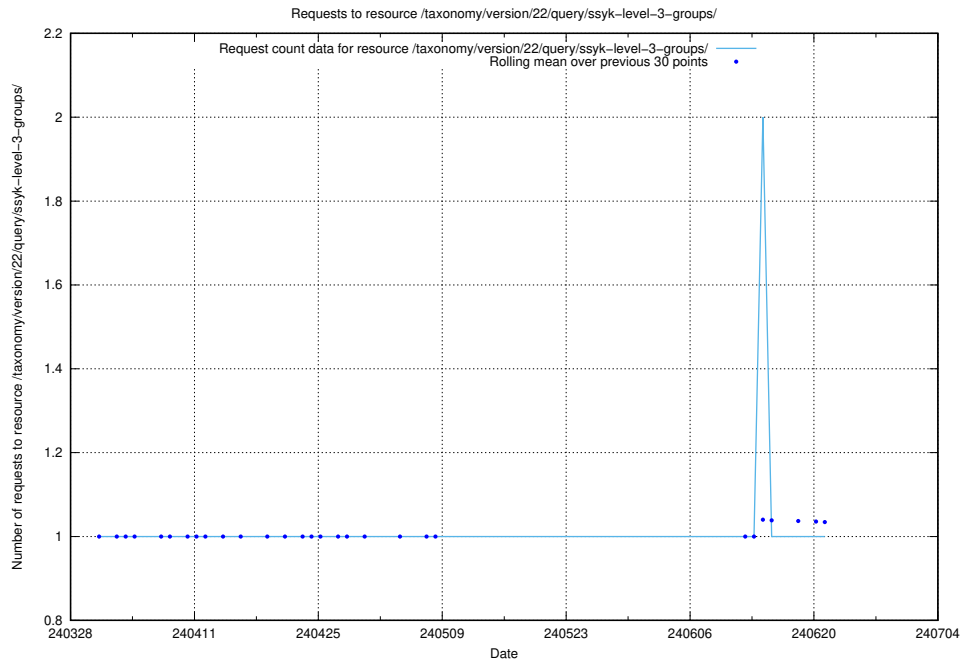 Requests to resource /taxonomy/version/22/query/ssyk−level−3−groups/
Request count data for resource /taxonomy/version/22/query/ssyk−level−3−groups/
Rolling mean over previous 30 points
Number of requests to resource /taxonomy/version/22/query/ssyk−level−3−groups/
2.2
2
1.8
1.6
1.4
1.2
1
0.8
240328 240411 240425 240509 240523 240606 240620 240704
Date